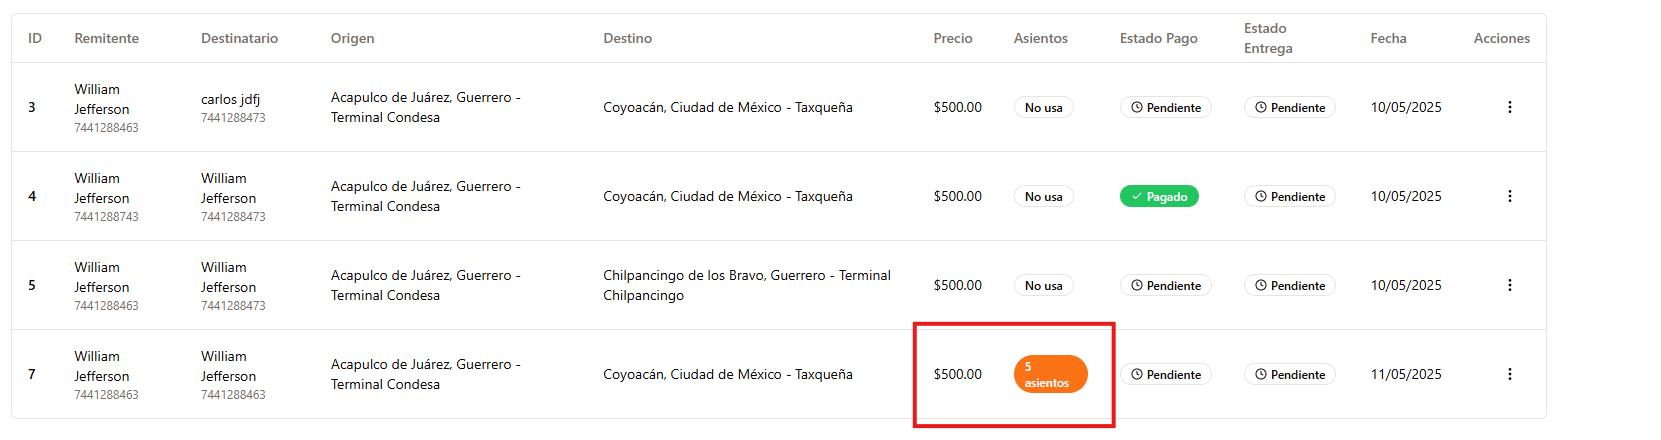 ID Remitente Destinatario Origen Destino Precio Asientos Estado Pago Estado Entrega Fecha Acciones
3 William Jefferson 7441288463 carlos jdfj 7441288473 Acapulco de Juárez, Guerrero - Terminal Condesa Coyoacán, Ciudad de México - Taxqueña $500.00 No usa Pendiente Pendiente 10/05/2025
4 William Jefferson 7441288743 William Jefferson 7441288473 Acapulco de Juárez, Guerrero - Terminal Condesa Coyoacán, Ciudad de México - Taxqueña $500.00 No usa Pagado Pendiente 10/05/2025
5 William Jefferson 7441288463 William Jefferson 7441288473 Acapulco de Juárez, Guerrero - Terminal Condesa Chilpancingo de los Bravo, Guerrero - Terminal Chilpancingo $500.00 No usa Pendiente Pendiente 10/05/2025
7 William Jefferson 7441288463 William Jefferson 7441288463 Acapulco de Juárez, Guerrero - Terminal Condesa Coyoacán, Ciudad de México - Taxqueña $500.00 5 asientos Pendiente Pendiente 11/05/2025